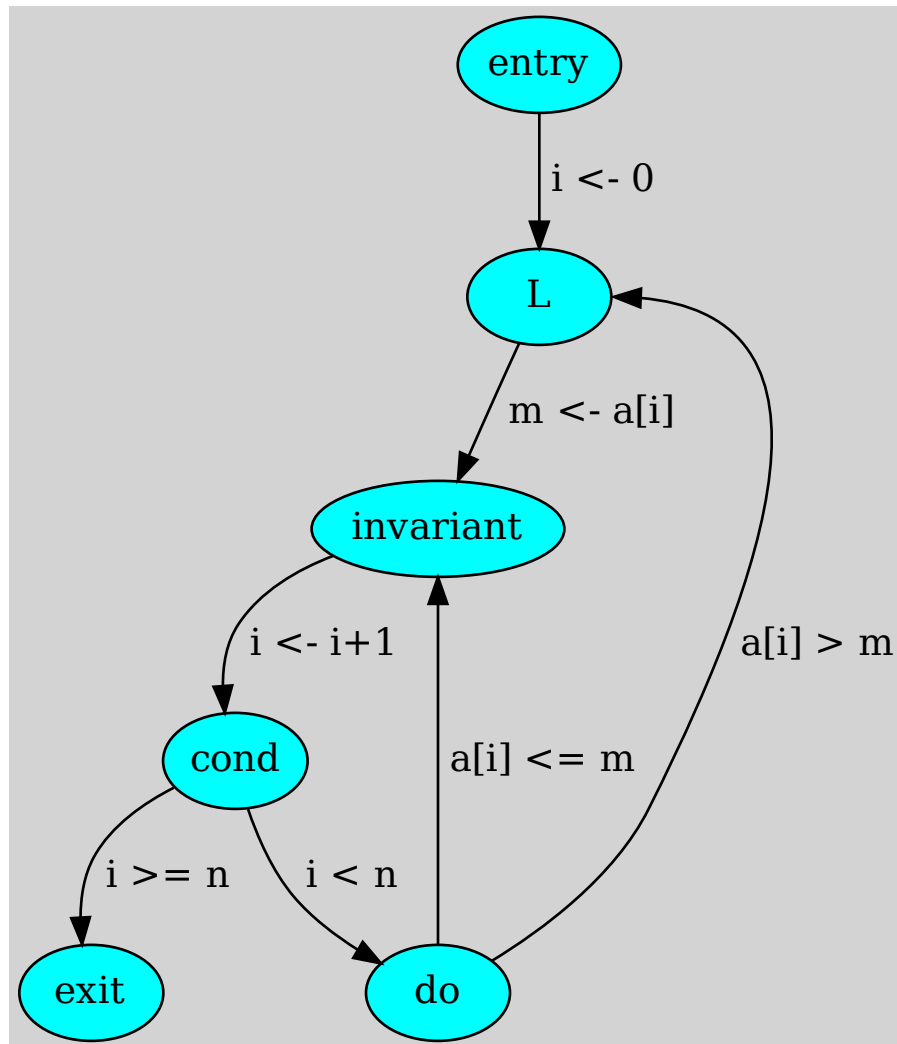 entry
i <- 0
L
m <- a[i]
invariant
i <- i+1
a[i] > m
cond
a[i] <= m
i >= n
i < n
exit
do